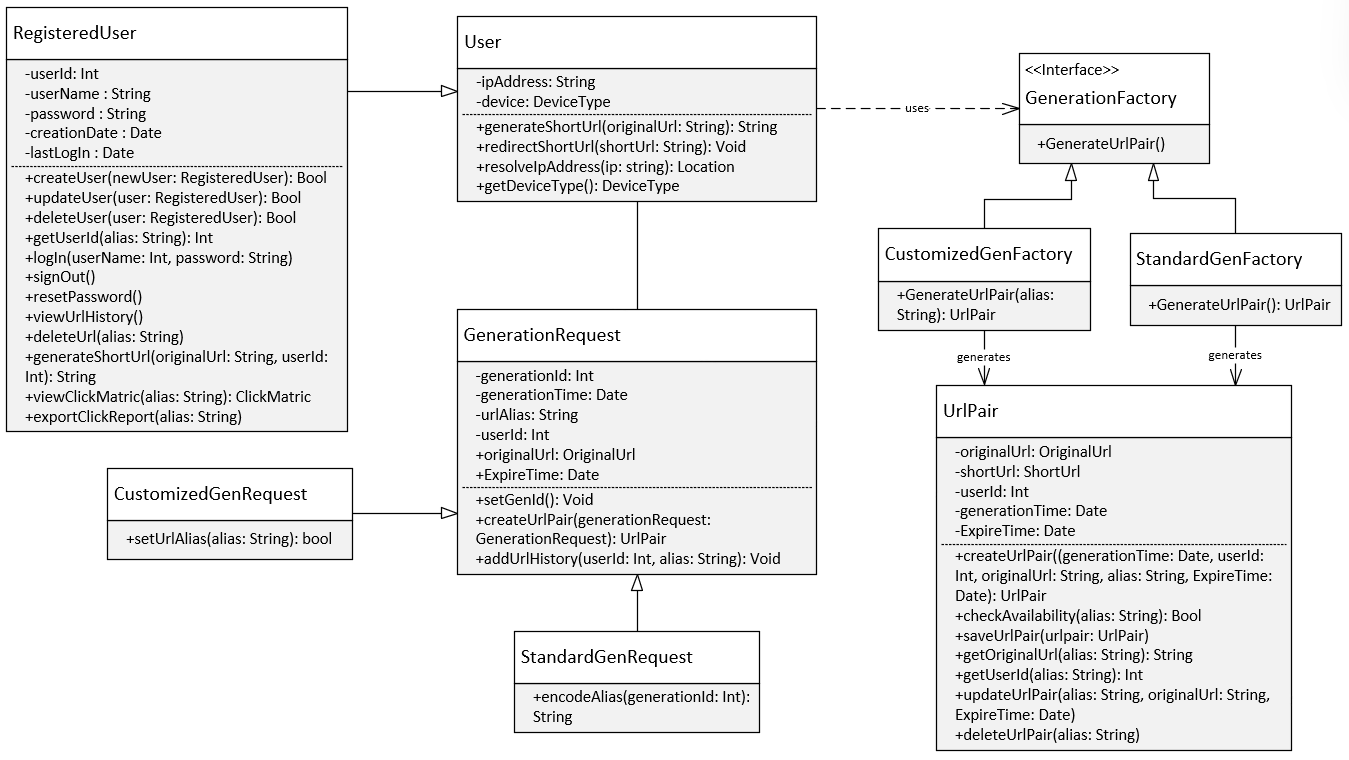 RegisteredUser
-userId: Int
-userName : String
-password : String
-creationDate : Date
-lastLogIn : Date
+createUser(newUser: RegisteredUser): Bool
+updateUser(user: RegisteredUser): Bool
+deleteUser(user: RegisteredUser): Bool
+getUserId(alias: String): Int
+logIn(userName: Int, password: String)
+signOut()
+resetPassword()
+viewUrlHistory()
+deleteUrl(alias: String)
+generateShortUrl(originalUrl: String, userId:
Int): String
+viewClickMatric(alias: String): ClickMatric
+exportClickReport(alias: String)
User
-ipAddress: String
-device: DeviceType
+generateShortUrl(originalUrl: String): String
+redirectShortUrl(shortUrl: String): Void
+resolveIpAddress(ip: string): Location
+getDeviceType(): DeviceType
uses
<<Interface>>
GenerationFactory
+GenerateUrlPair()
CustomizedGenFactory
+GenerateUrlPair(alias:
String): UrlPair
StandardGenFactory
+GenerateUrlPair(): UrlPair
generates
generates
GenerationRequest
-generationId: Int
-generationTime: Date
-urlAlias: String
-userId: Int
+originalUrl: OriginalUrl
+ExpireTime: Date
+setGenId(): Void
+createUrlPair(generationRequest:
GenerationRequest): UrlPair
+addUrlHistory(userId: Int, alias: String): Void
CustomizedGenRequest
+setUrlAlias(alias: String): bool
StandardGenRequest
+encodeAlias(generationId: Int):
String
UrlPair
-originalUrl: OriginalUrl
-shortUrl: ShortUrl
-userId: Int
-generationTime: Date
-ExpireTime: Date
+createUrlPair((generationTime: Date, userId:
Int, originalUrl: String, alias: String, ExpireTime:
Date): UrlPair
+checkAvailability(alias: String): Bool
+saveUrlPair(urlpair: UrlPair)
+getOriginalUrl(alias: String): String
+getUserId(alias: String): Int
+updateUrlPair(alias: String, originalUrl: String,
ExpireTime: Date)
+deleteUrlPair(alias: String)